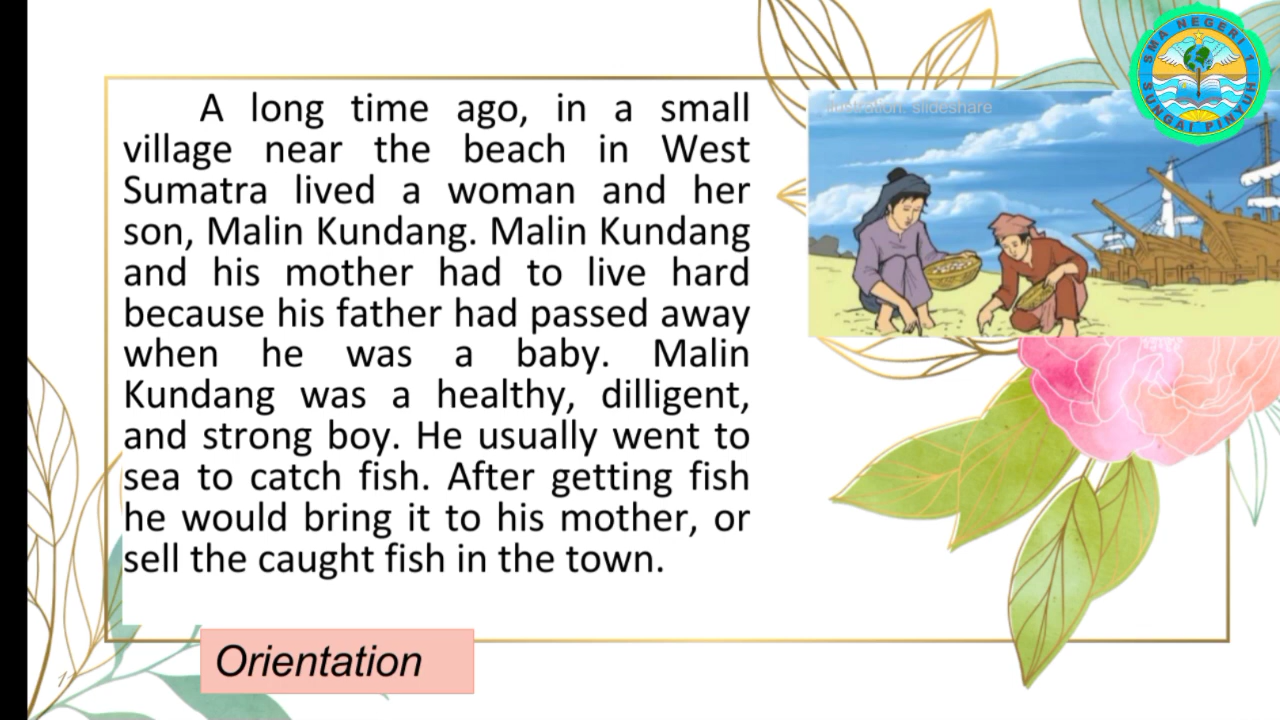 A long time ago, in a small
village near the beach in West
Sumatra lived a woman and her
son, Malin Kundang. Malin Kundang
and his mother had to live hard
because his father had passed away
when he was a baby. Malin
Kundang was a healthy, dilligent,
and strong boy. He usually went to
sea to catch fish. After getting fish
he would bring it to his mother, or
sell the caught fish in the town.
Orientation
illustration: slideshare
SMA NEGERI 1
SUNGAI PINYUH